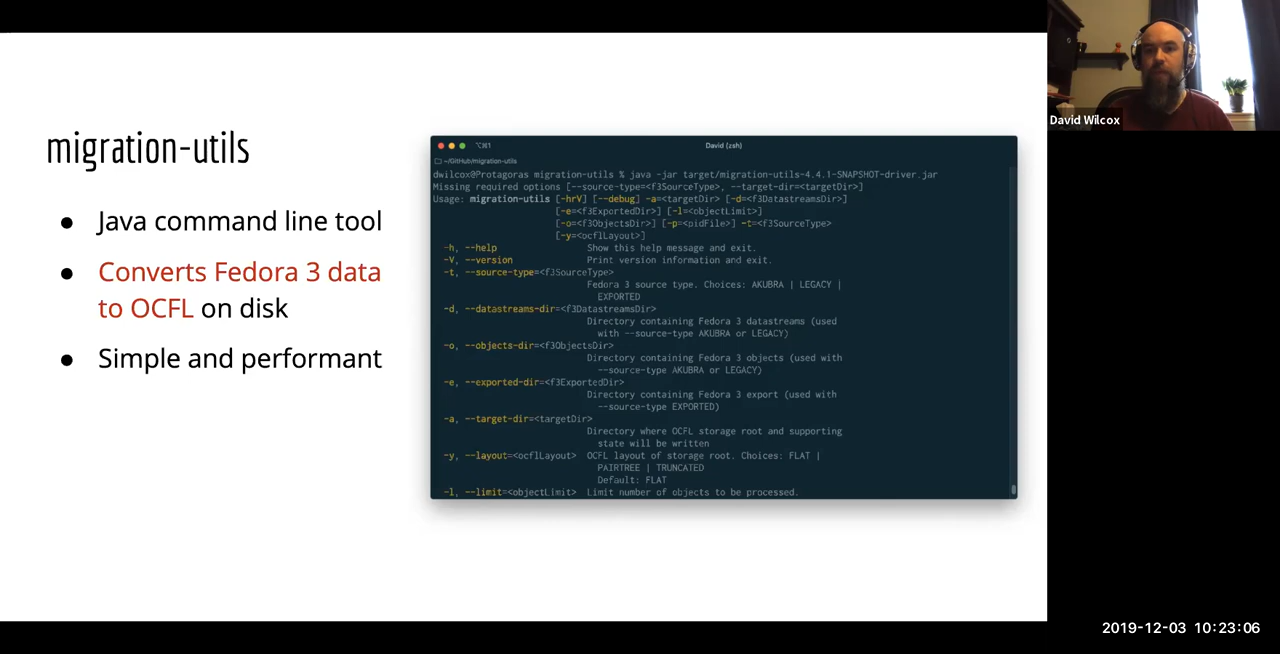 migration-utils
● Java command line tool
● Converts Fedora 3 data
to OCFL on disk
● Simple and performant
⌥⌘1
David (zsh)
~/GitHub/migration-utils
dwilcox@Protagoras migration-utils % java -jar target/migration-utils-4.4.1-SNAPSHOT-driver.jar
Missing required options [--source-type=<f3SourceType>, --target-dir=<targetDir>]
Usage: migration-utils [-hrV] [--debug] -a=<targetDir> [-d=<f3DatastreamsDir>]
[-e=<f3ExportedDir>] [-l=<objectLimit>]
[-o=<f3ObjectsDir>] [-p=<pidFile>] -t=<f3SourceType>
[-y=<ocflLayout>]
-h, --help Show this help message and exit.
-V, --version Print version information and exit.
-t, --source-type=<f3SourceType>
Fedora 3 source type. Choices: AKUBRA | LEGACY |
EXPORTED
-d, --datastreams-dir=<f3DatastreamsDir>
Directory containing Fedora 3 datastreams (used
with --source-type AKUBRA or LEGACY)
-o, --objects-dir=<f3ObjectsDir>
Directory containing Fedora 3 objects (used with
--source-type AKUBRA or LEGACY)
-e, --exported-dir=<f3ExportedDir>
Directory containing Fedora 3 export (used with
--source-type EXPORTED)
-a, --target-dir=<targetDir>
Directory where OCFL storage root and supporting
state will be written
-y, --layout=<ocflLayout> OCFL layout of storage root. Choices: FLAT |
PAIRTREE | TRUNCATED
Default: FLAT
-l, --limit=<objectLimit> Limit number of objects to be processed.
David Wilcox
2019-12-03 10:23:06